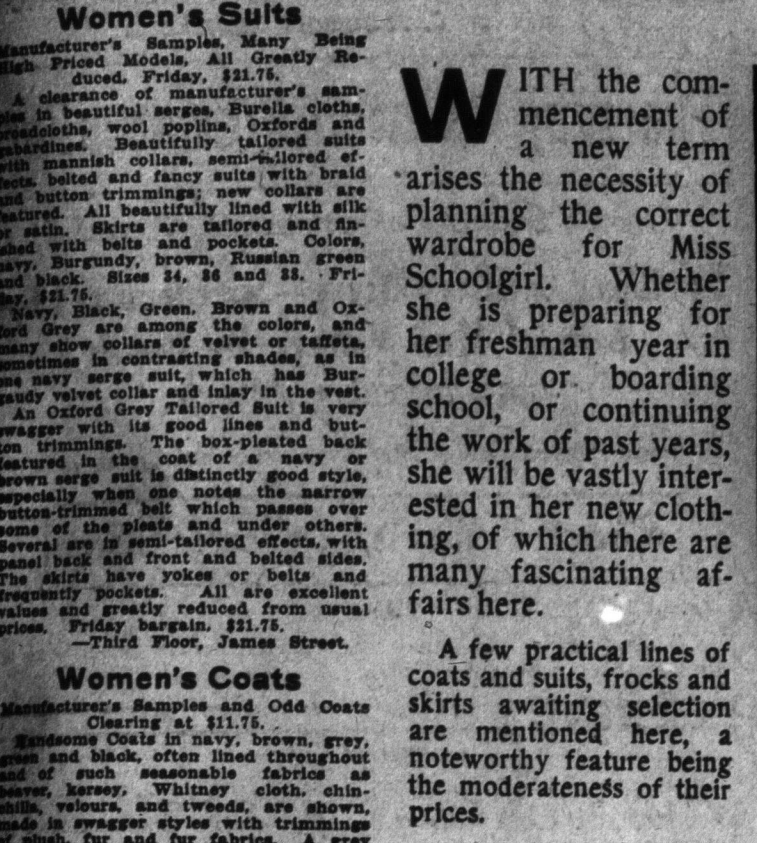 Women's Suits
Manufacturer's Samples, Many Being
High Priced Models, All Greatly Re-
duced, Friday, $21.75.
A clearance of manufacturer's sam-
ples in beautiful serges, Burella cloths,
broadcloths, wool poplins, Oxfords and
gabardines. Beautifully tailored suits
with mannish collars, semi-tailored ef-
fects, belted and fancy suits with braid
and button trimmings; new collars are
featured. All beautifully lined with silk
or satin. Skirts are tailored and fin-
ished with belts and pockets. Colors,
navy, Burgundy, brown, Russian green
and black. Sizes 34, 36 and 38. Fri-
day, $21.75.
Navy, Black, Green, Brown and Ox-
ford Grey are among the colors, and
many show collars of velvet or taffeta,
sometimes in contrasting shades, as in
one navy serge suit, which has Bur-
gaudy velvet collar and inlay in the vest.
An Oxford Grey Tailored Suit is very
swagger with its good lines and but-
ton trimmings. The box-pleated back
featured in the coat of a navy or
brown serge suit is distinctly good style,
especially when one notes the narrow
button-trimmed belt which passes over
some of the pleats and under others.
Several are in semi-tailored effects, with
panel back and front and belted sides.
The skirts have yokes or belts and
frequently pockets. All are excellent
values and greatly reduced from usual
prices. Friday bargain, $21.75.
—Third Floor, James Street.
Women's Coats
Manufacturer's Samples and Odd Coats
Clearing at $11.75.
Handsome Coats in navy, brown, grey,
green and black, often lined throughout
and of such seasonable fabrics as
beaver, kersey, Whitney cloth, chin-
chilla, velours, and tweeds, are shown,
made in swagger styles with trimmings
of plush, fur and fur fabrics. A grey
WITH the com-
mencement of
a new term
arises the necessity of
planning the correct
wardrobe for Miss
Schoolgirl. Whether
she is preparing for
her freshman year in
college or boarding
school, or continuing
the work of past years,
she will be vastly inter-
ested in her new cloth-
ing, of which there are
many fascinating af-
fairs here.
A few practical lines of
coats and suits, frocks and
skirts awaiting selection
are mentioned here, a
noteworthy feature being
the moderateness of their
prices.